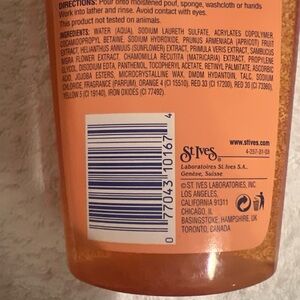 DIRECTIONS: Pour onto moistened pouf, sponge, washcloth or hands
Work into lather and rinse. Avoid contact with eyes.
This product not tested on animals.
INGREDIENTS: WATER (AQUA), SODIUM LAURETH SULFATE, ACRYLATES COPOLYMER,
COCAMIDOPROPYL BETAINE, SODIUM HYDROXIDE, PRUNUS ARMENIACA (APRICOT) FRUIT
EXTRACT, HELIANTHUS ANNUUS (SUNFLOWER) EXTRACT, PRIMULA VERIS EXTRACT, SAMBUCUS
NIGRA FLOWER EXTRACT, CHAMOMILLA RECUTITA (MATRICARIA) EXTRACT, PROPYLENE
GLYCOL, DISODIUM EDTA, PANTHENOL, TOCOPHEROL ACETATE, RETINYL PALMITATE, ASCORBIC
ACID, JOJOBA ESTERS, MICROCRYSTALLINE WAX, DMDM HYDANTOIN, TALC, SODIUM
CHLORIDE, FRAGRANCE (PARFUM), ORANGE 4 (CI 15510), RED 33 (CI 17200), RED 30 (CI 73360),
YELLOW 5 (CI 19140), IRON OXIDES (CI 77492).
www.stives.com
St.Ives
Laboratoires St Ives S.A.
Genève, Suisse
©ST. IVES LABORATORIES, INC
LOS ANGELES,
CALIFORNIA 91311
CHICAGO, IL
BASINGSTOKE, HAMPSHIRE, UK
TORONTO, CANADA
0 77043 10167 4